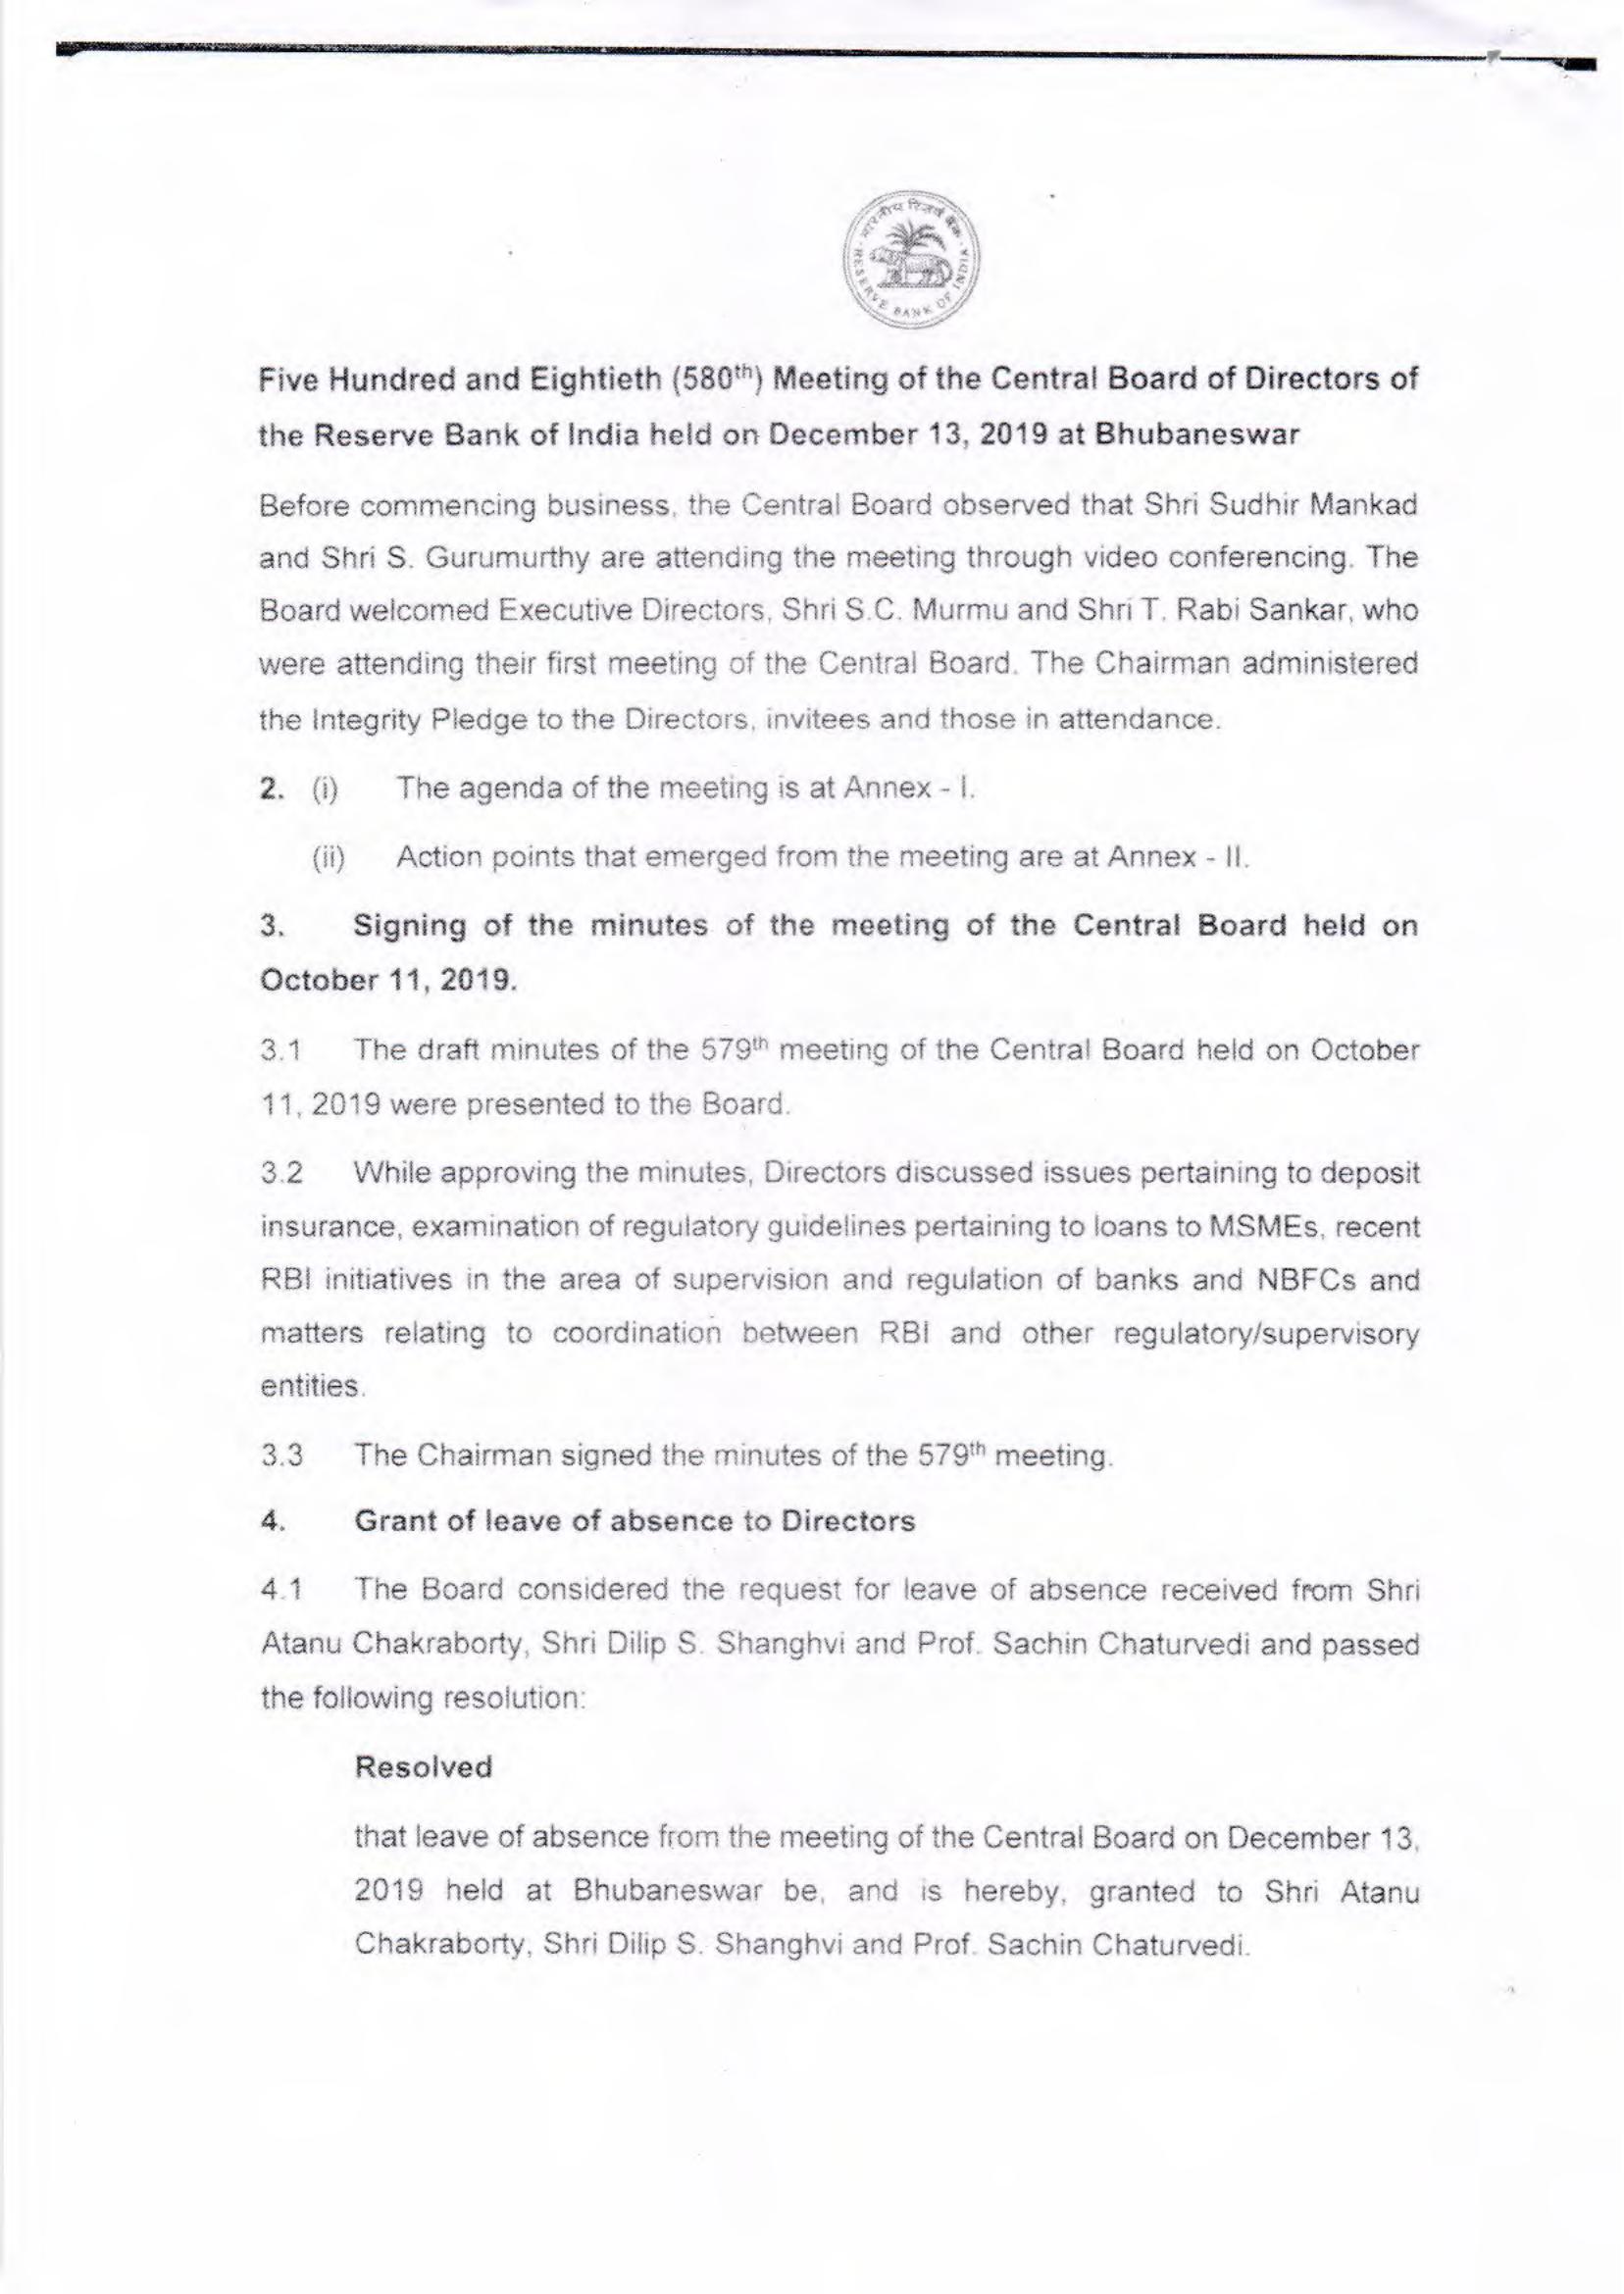 भारतीय रिज़र्व बैंक
RESERVE BANK OF INDIA
Five Hundred and Eightieth (580th) Meeting of the Central Board of Directors of
the Reserve Bank of India held on December 13, 2019 at Bhubaneswar
Before commencing business, the Central Board observed that Shri Sudhir Mankad
and Shri S. Gurumurthy are attending the meeting through video conferencing. The
Board welcomed Executive Directors, Shri S.C. Murmu and Shri T. Rabi Sankar, who
were attending their first meeting of the Central Board. The Chairman administered
the Integrity Pledge to the Directors, invitees and those in attendance.
2. (i) The agenda of the meeting is at Annex - I.
(ii) Action points that emerged from the meeting are at Annex - II.
3. Signing of the minutes of the meeting of the Central Board held on
October 11, 2019.
3.1 The draft minutes of the 579th meeting of the Central Board held on October
11, 2019 were presented to the Board.
3.2 While approving the minutes, Directors discussed issues pertaining to deposit
insurance, examination of regulatory guidelines pertaining to loans to MSMEs, recent
RBI initiatives in the area of supervision and regulation of banks and NBFCs and
matters relating to coordination between RBI and other regulatory/supervisory
entities.
3.3 The Chairman signed the minutes of the 579th meeting.
4. Grant of leave of absence to Directors
4.1 The Board considered the request for leave of absence received from Shri
Atanu Chakraborty, Shri Dilip S. Shanghvi and Prof. Sachin Chaturvedi and passed
the following resolution:
Resolved
that leave of absence from the meeting of the Central Board on December 13,
2019 held at Bhubaneswar be, and is hereby, granted to Shri Atanu
Chakraborty, Shri Dilip S. Shanghvi and Prof. Sachin Chaturvedi.